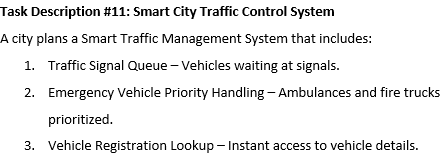 Task Description #11: Smart City Traffic Control System
A city plans a Smart Traffic Management System that includes:
1. Traffic Signal Queue – Vehicles waiting at signals.
2. Emergency Vehicle Priority Handling – Ambulances and fire trucks
prioritized.
3. Vehicle Registration Lookup – Instant access to vehicle details.